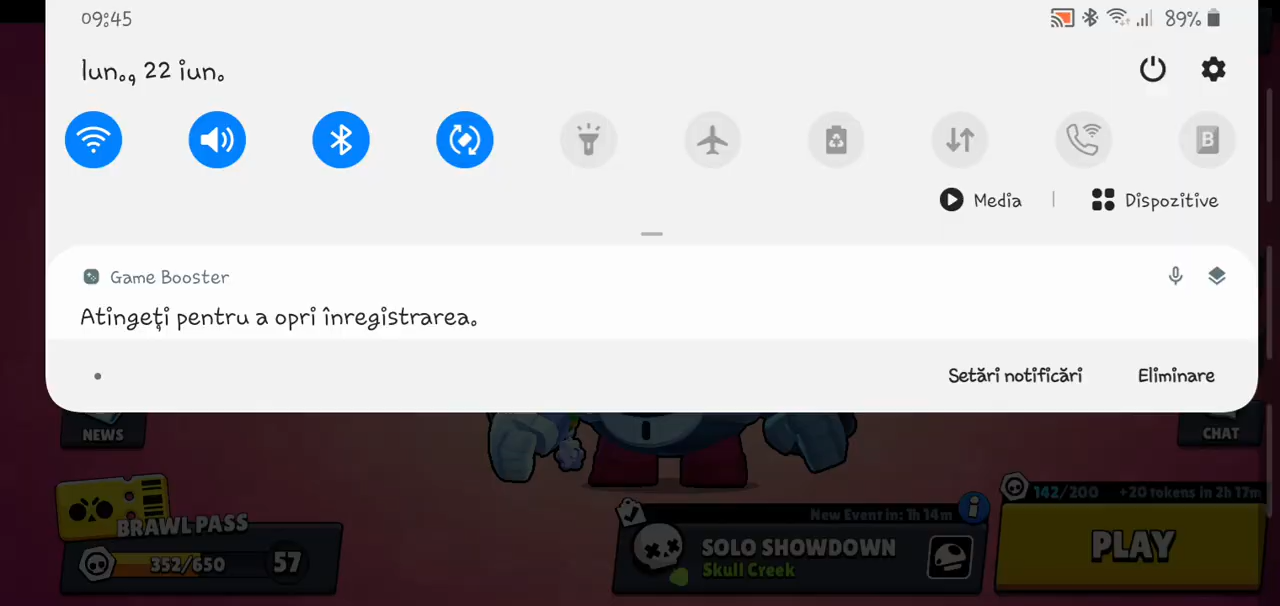 09:45
89%
lun., 22 iun.
Media
Dispozitive
Game Booster
Atingeți pentru a opri înregistrarea.
Setări notificări
Eliminare
NEWS
CHAT
BRAWL PASS
352/650
57
New Event in: 1h 14m
SOLO SHOWDOWN
Skull Creek
142/200
+20 tokens in 2h 17m
PLAY